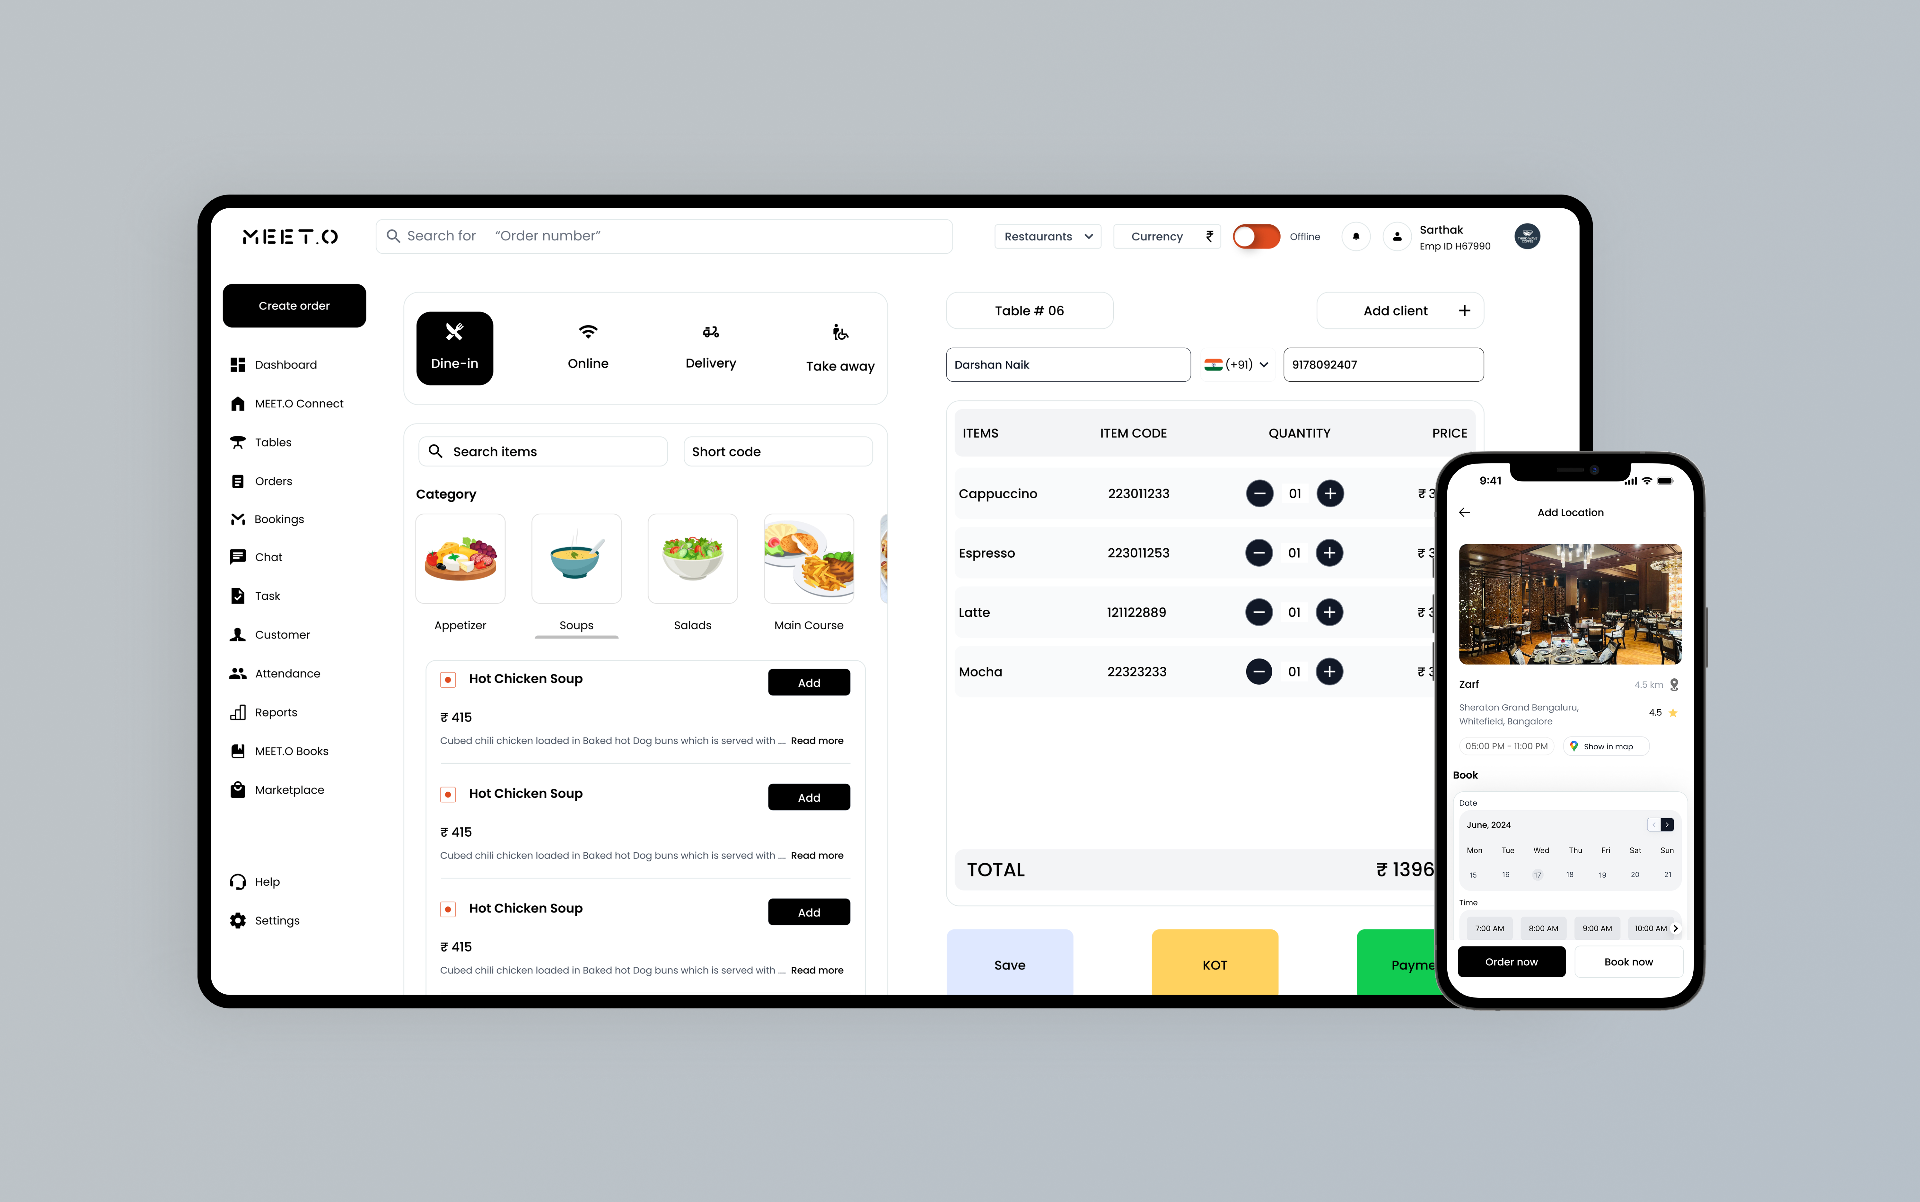 MEET.O
Search for “Order number”
Restaurants
Currency ₹
Offline
Sarthak
Emp ID H67990
Create order
Dashboard
MEET.O Connect
Tables
Orders
Bookings
Chat
Task
Customer
Attendance
Reports
MEET.O Books
Marketplace
Help
Settings
Dine-in
Online
Delivery
Take away
Search items
Short code
Category
Appetizer
Soups
Salads
Main Course
Hot Chicken Soup
Add
₹ 415
Cubed chili chicken loaded in Baked hot Dog buns which is served with ... Read more
Hot Chicken Soup
Add
₹ 415
Cubed chili chicken loaded in Baked hot Dog buns which is served with ... Read more
Hot Chicken Soup
Add
₹ 415
Cubed chili chicken loaded in Baked hot Dog buns which is served with ... Read more
Table # 06
Add client +
Darshan Naik
(+91)
9178092407
ITEMS ITEM CODE QUANTITY PRICE
Cappuccino 223011233 − 01 + ₹ 3
Espresso 223011253 − 01 + ₹ 3
Latte 121122889 − 01 + ₹ 3
Mocha 22323233 − 01 + ₹ 3
TOTAL ₹ 1396
Save
KOT
Payme
9:41
Add Location
Zarf
4.5 km
Sheraton Grand Bengaluru,
Whitefield, Bangalore
4.5
05:00 PM - 11:00 PM
Show in map
Book
Date
June, 2024
Mon Tue Wed Thu Fri Sat Sun
15 16 17 18 19 20 21
Time
7:00 AM 8:00 AM 9:00 AM 10:00 AM
Order now
Book now